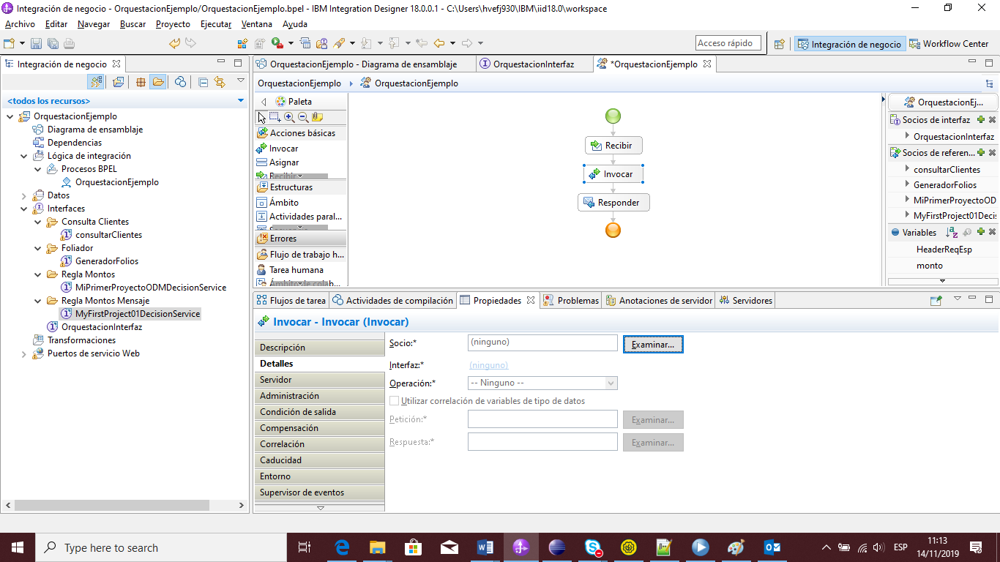 Integración de negocio - OrquestacionEjemplo/OrquestacionEjemplo.bpel - IBM Integration Designer 18.0.0.1 - C:\Users\hvefj930\IBM\iid18.0\workspace
Archivo Editar Navegar Buscar Proyecto Ejecutar Ventana Ayuda
Acceso rápido Integración de negocio Workflow Center
Integración de negocio
<todos los recursos>
OrquestacionEjemplo
Diagrama de ensamblaje
Dependencias
Lógica de integración
Procesos BPEL
OrquestacionEjemplo
Datos
Interfaces
Consulta Clientes
consultarClientes
Foliador
GeneradorFolios
Regla Montos
MiPrimerProyectoODMDecisionService
Regla Montos Mensaje
MyFirstProject01DecisionService
OrquestacionInterfaz
Transformaciones
Puertos de servicio Web
OrquestacionEjemplo - Diagrama de ensamblaje OrquestacionInterfaz *OrquestacionEjemplo
OrquestacionEjemplo OrquestacionEjemplo
Paleta
Acciones básicas
Invocar
Asignar
Recibir
Estructuras
Ámbito
Actividades paral...
Errores
Flujo de trabajo h...
Tarea humana
Ámbito de colab...
Recibir
Invocar
Responder
OrquestacionEj...
Socios de interfaz
OrquestacionInterfaz
Socios de referen...
consultarClientes
GeneradorFolios
MiPrimerProyectoOD
MyFirstProject01Decis
Variables
HeaderReqEsp
monto
Flujos de tarea Actividades de compilación Propiedades Problemas Anotaciones de servidor Servidores
Invocar - Invocar (Invocar)
Descripción
Detalles
Servidor
Administración
Condición de salida
Compensación
Correlación
Caducidad
Entorno
Supervisor de eventos
Socio:* (ninguno) Examinar...
Interfaz:* (ninguno)
Operación:* -- Ninguno --
Utilizar correlación de variables de tipo de datos
Petición:* Examinar...
Respuesta:* Examinar...
Type here to search
ESP
11:13
14/11/2019